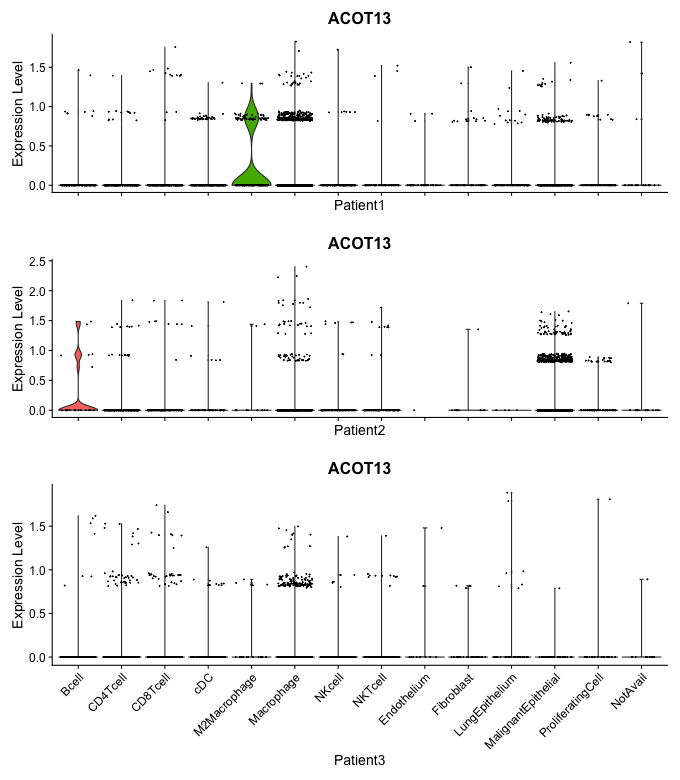 ACOT13
Expression Level
1.5
1.0
0.5
0.0
Patient1
ACOT13
Expression Level
2.5
2.0
1.5
1.0
0.5
0.0
Patient2
ACOT13
Expression Level
1.5
1.0
0.5
0.0
Bcell
CD4Tcell
CD8Tcell
cDC
M2Macrophage
Macrophage
NKcell
NKTcell
Endothelium
Fibroblast
LungEpithelium
MalignantEpithelial
ProliferatingCell
NotAvail
Patient3